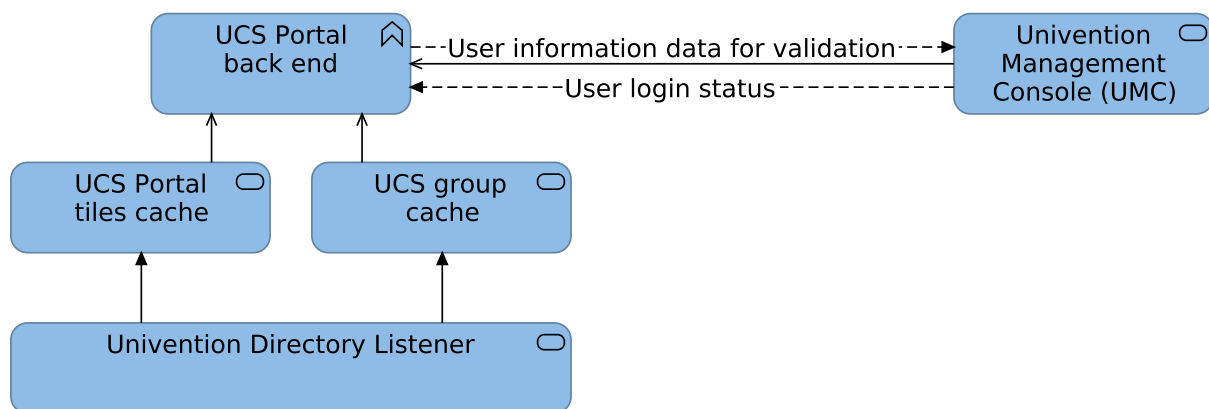 UCS Portal
back end
User information data for validation
User login status
Univention
Management
Console (UMC)
UCS Portal
tiles cache
UCS group
cache
Univention Directory Listener